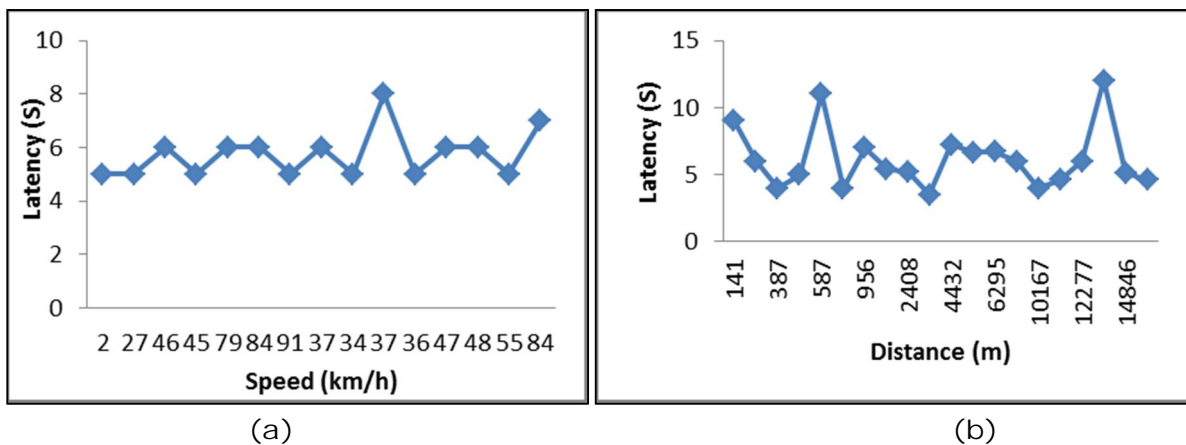 10
8
6
4
2
0
Latency (S)
2 27 46 45 79 84 91 37 34 37 36 47 48 55 84
Speed (km/h)
(a)
15
10
5
0
Latency (S)
141 387 587 956 2408 4432 6295 10167 12277 14846
Distance (m)
(b)